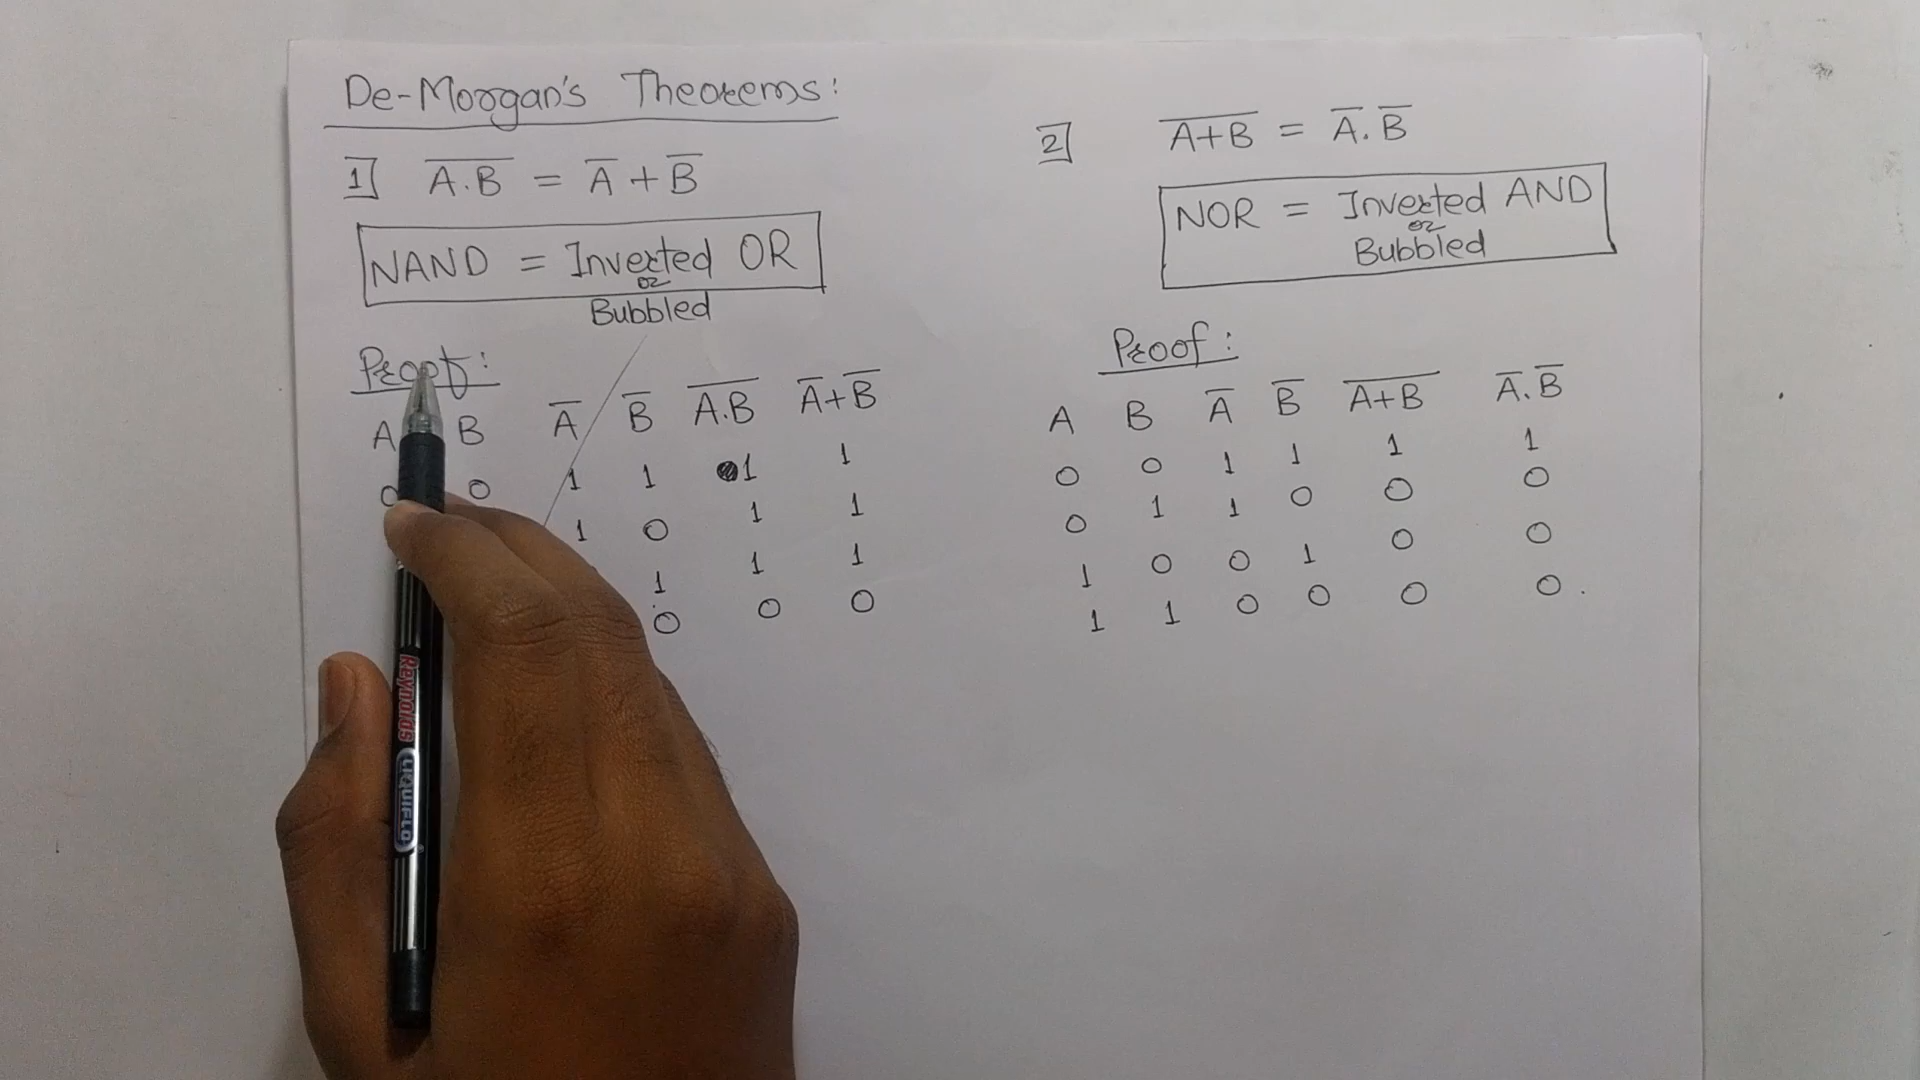 De-Morgan's Theorems:
1] A̅.̅B̅ = A̅ + B̅
NAND = Inverted OR
or
Bubbled
Proof:
A B A̅ B̅ A̅.̅B̅ A̅+B̅
0 0 1 1 1 1
1 0 1 1
1 1 1
0 0 0
2] A̅+̅B̅ = A̅.B̅
NOR = Inverted AND
or
Bubbled
Proof:
A B A̅ B̅ A̅+̅B̅ A̅.B̅
0 0 1 1 1 1
0 1 1 0 0 0
1 0 0 1 0 0
1 1 0 0 0 0.
Reynolds LIQUIFLO